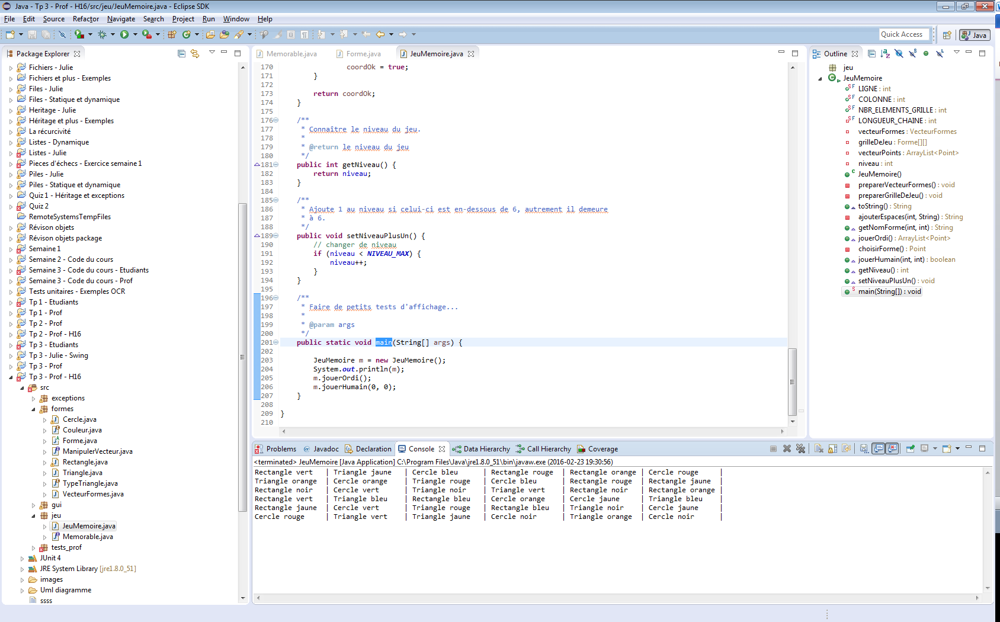 Java - Tp 3 - Prof - H16/src/jeu/JeuMemoire.java - Eclipse SDK
File Edit Source Refactor Navigate Search Project Run Window Help
Quick Access
Java
Package Explorer
Fichiers - Julie
Fichiers et plus - Exemples
Files - Julie
Files - Statique et dynamique
Heritage - Julie
Héritage et plus - Exemples
La récurcivité
Listes - Dynamique
Listes - Julie
Pieces d'échecs - Exercice semaine 1
Piles - Julie
Piles - Statique et dynamique
Quiz 1 - Héritage et exceptions
Quiz 2
RemoteSystemsTempFiles
Révison objets
Révison objets package
Semaine 1
Semaine 2 - Code du cours
Semaine 3 - Code du cours - Etudiants
Semaine 3 - Code du cours - Prof
Tests unitaires - Exemples OCR
Tp 1 - Etudiants
Tp 1 - Prof
Tp 2 - Prof
Tp 2 - Prof - H16
Tp 3 - Etudiants
Tp 3 - Julie - Swing
Tp 3 - Prof
Tp 3 - Prof - H16
src
exceptions
formes
Cercle.java
Couleur.java
Forme.java
ManipulerVecteur.java
Rectangle.java
Triangle.java
TypeTriangle.java
VecteurFormes.java
gui
jeu
JeuMemoire.java
Memorable.java
tests_prof
JUnit 4
JRE System Library [jre1.8.0_51]
images
Uml diagramme
ssss
Memorable.java Forme.java JeuMemoire.java
170 coordOk = true;
171 }
172
173 return coordOk;
174 }
175
176 /**
177 * Connaître le niveau du jeu.
178 *
179 * @return le niveau du jeu
180 */
181 public int getNiveau() {
182 return niveau;
183 }
184
185 /**
186 * Ajoute 1 au niveau si celui-ci est en-dessous de 6, autrement il demeure
187 * à 6.
188 */
189 public void setNiveauPlusUn() {
190 // changer de niveau
191 if (niveau < NIVEAU_MAX) {
192 niveau++;
193 }
194 }
195
196 /**
197 * Faire de petits tests d'affichage...
198 *
199 * @param args
200 */
201 public static void main(String[] args) {
202
203 JeuMemoire m = new JeuMemoire();
204 System.out.println(m);
205 m.jouerOrdi();
206 m.jouerHumain(0, 0);
207 }
208
209 }
210
Outline
jeu
JeuMemoire
LIGNE : int
COLONNE : int
NBR_ELEMENTS_GRILLE : int
LONGUEUR_CHAINE : int
vecteurFormes : VecteurFormes
grilleDeJeu : Forme[][]
vecteurPoints : ArrayList<Point>
niveau : int
JeuMemoire()
preparerVecteurFormes() : void
preparerGrilleDeJeu() : void
toString() : String
ajouterEspaces(int, String) : String
getNomForme(int, int) : String
jouerOrdi() : ArrayList<Point>
choisirForme() : Point
jouerHumain(int, int) : boolean
getNiveau() : int
setNiveauPlusUn() : void
main(String[]) : void
Problems Javadoc Declaration Console Data Hierarchy Call Hierarchy Coverage
<terminated> JeuMemoire [Java Application] C:\Program Files\Java\jre1.8.0_51\bin\javaw.exe (2016-02-23 19:30:56)
Rectangle vert | Triangle jaune | Cercle bleu | Rectangle rouge | Rectangle orange | Cercle rouge |
Triangle orange | Cercle orange | Triangle rouge | Cercle bleu | Rectangle rouge | Rectangle jaune |
Rectangle noir | Cercle vert | Triangle noir | Triangle vert | Rectangle noir | Rectangle orange |
Rectangle vert | Triangle bleu | Rectangle bleu | Cercle orange | Cercle jaune | Triangle bleu |
Rectangle jaune | Cercle vert | Triangle rouge | Rectangle bleu | Triangle noir | Cercle jaune |
Cercle rouge | Triangle vert | Triangle jaune | Cercle noir | Triangle orange | Cercle noir |